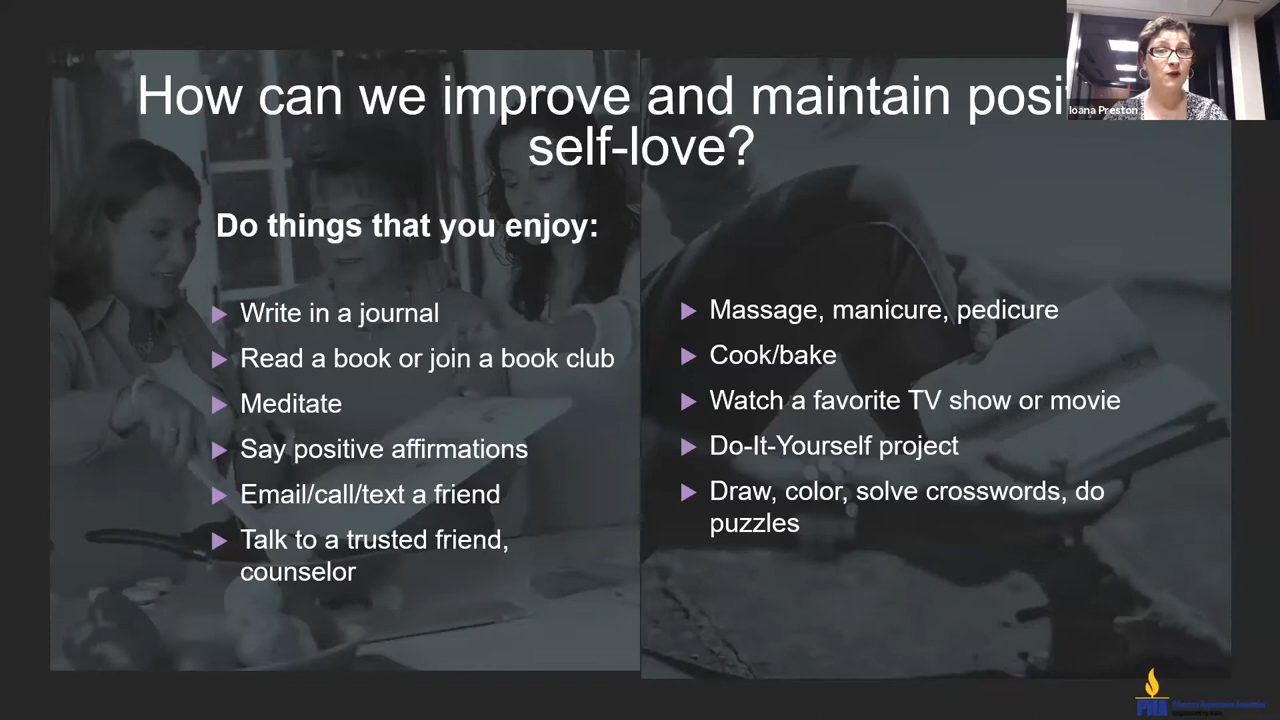 How can we improve and maintain posi
self-love?
Ioana Preston
Do things that you enjoy:
Write in a journal
Read a book or join a book club
Meditate
Say positive affirmations
Email/call/text a friend
Talk to a trusted friend,
counselor
Massage, manicure, pedicure
Cook/bake
Watch a favorite TV show or movie
Do-It-Yourself project
Draw, color, solve crosswords, do
puzzles
PHA